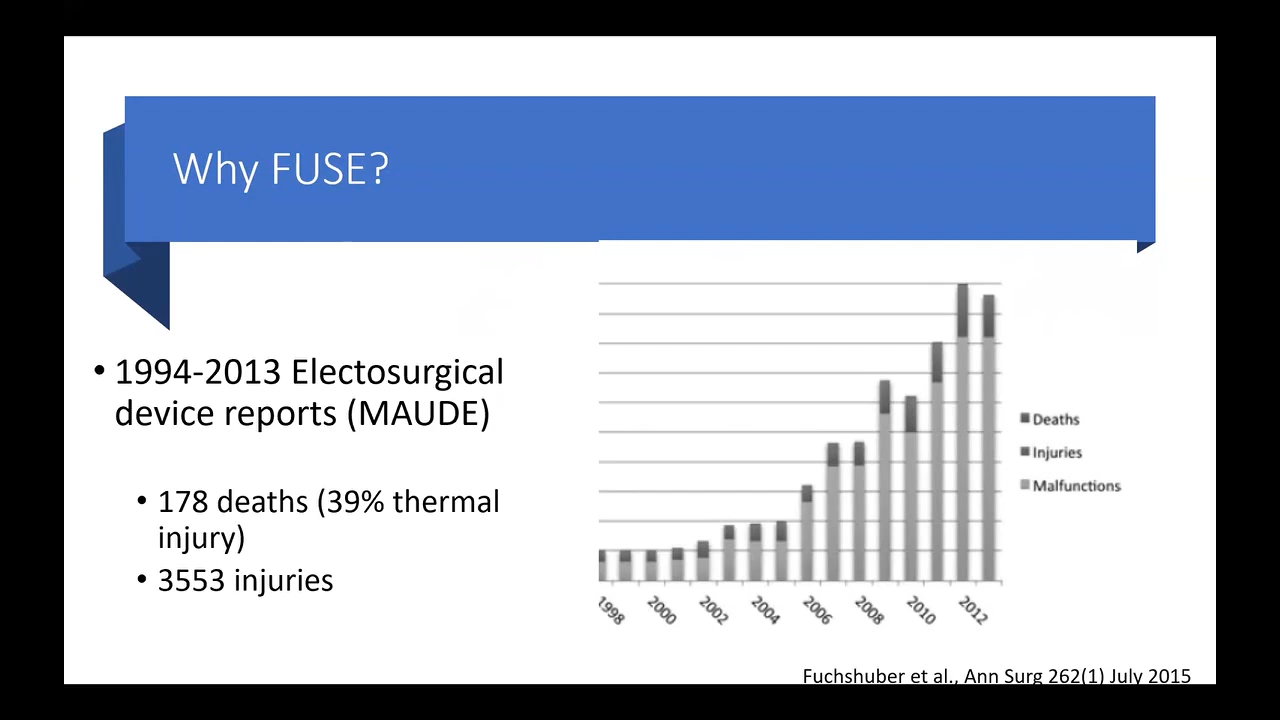 Why FUSE?
• 1994-2013 Electosurgical
device reports (MAUDE)
• 178 deaths (39% thermal
injury)
• 3553 injuries
Deaths
Injuries
Malfunctions
1998
2000
2002
2004
2006
2008
2010
2012
Fuchshuber et al., Ann Surg 262(1) July 2015